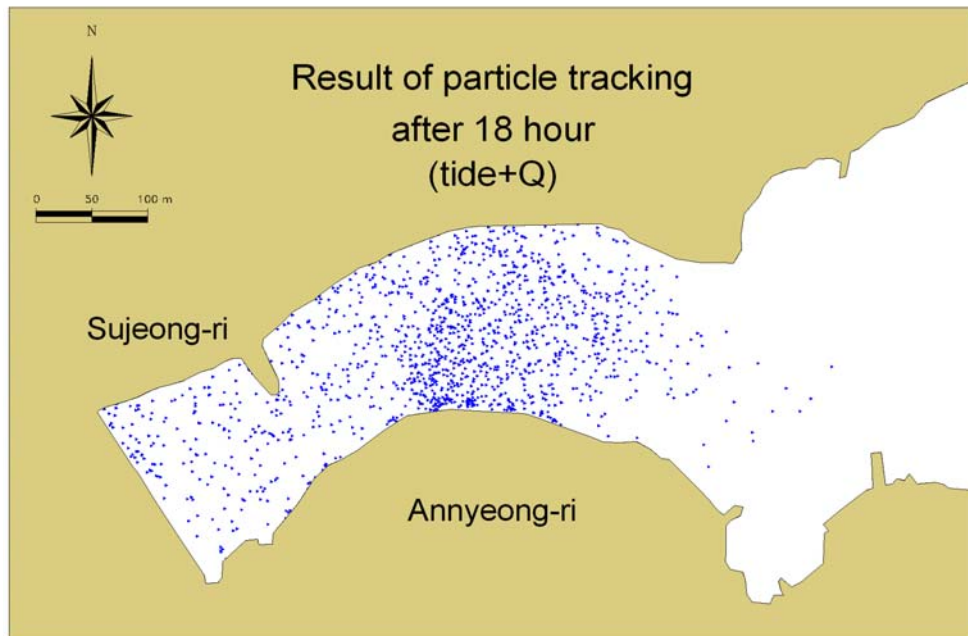 N
Result of particle tracking
after 18 hour
(tide+Q)
0 50 100 m
Sujeong-ri
Annyeong-ri